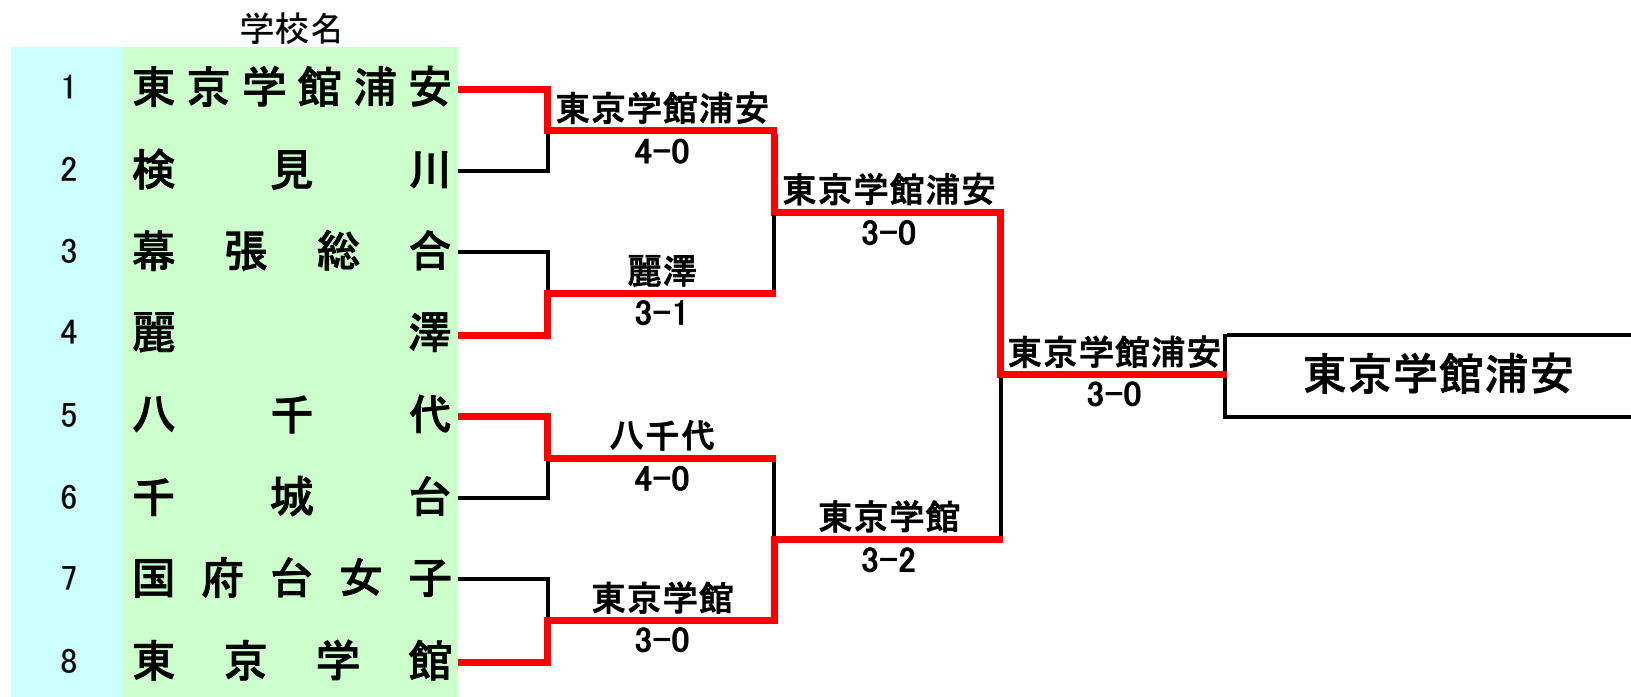 学校名
1 東京学館浦安
2 検見川
3 幕張総合
4 麗澤
5 八千代
6 千城台
7 国府台女子
8 東京学館
東京学館浦安
4-0
麗澤
3-1
八千代
4-0
東京学館
3-0
東京学館浦安
3-0
東京学館
3-2
東京学館浦安
3-0
東京学館浦安